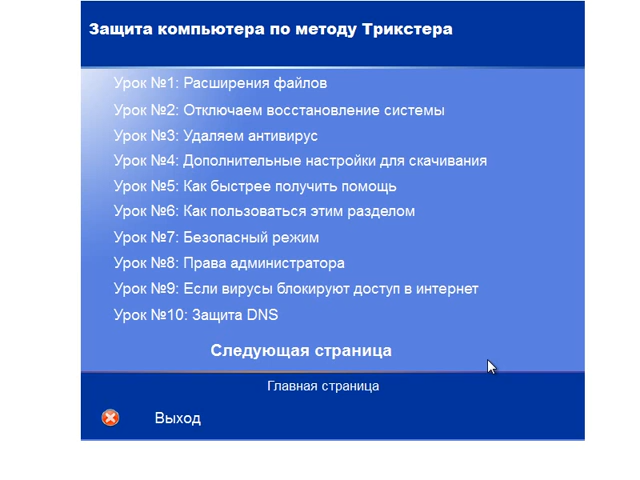 Защита компьютера по методу Трикстера
Урок №1: Расширения файлов
Урок №2: Отключаем восстановление системы
Урок №3: Удаляем антивирус
Урок №4: Дополнительные настройки для скачивания
Урок №5: Как быстрее получить помощь
Урок №6: Как пользоваться этим разделом
Урок №7: Безопасный режим
Урок №8: Права администратора
Урок №9: Если вирусы блокируют доступ в интернет
Урок №10: Защита DNS
Следующая страница
Главная страница
Выход